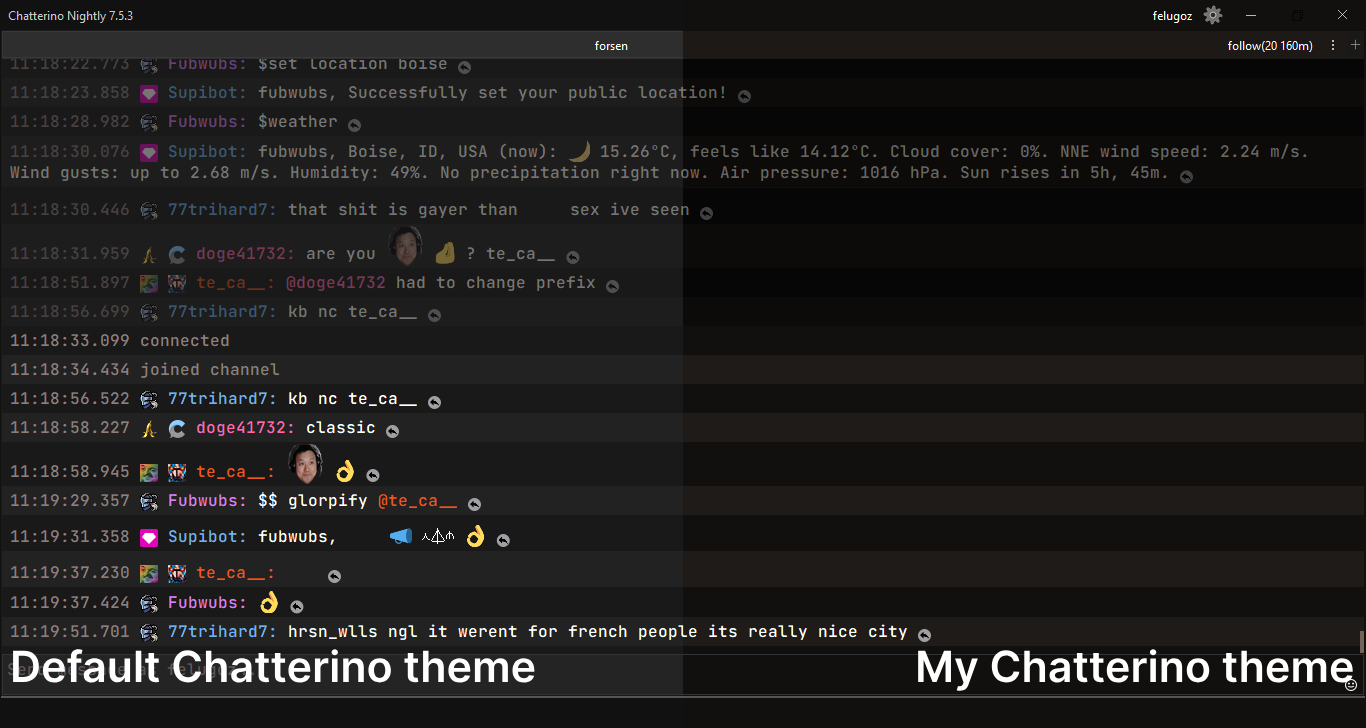 Chatterino Nightly 7.5.3
felugoz
forsen
follow(20 160m)
11:18:22.773 Fubwubs: $set location boise
11:18:23.858 Supibot: fubwubs, Successfully set your public location!
11:18:28.982 Fubwubs: $weather
11:18:30.076 Supibot: fubwubs, Boise, ID, USA (now): 🌙 15.26°C, feels like 14.12°C. Cloud cover: 0%. NNE wind speed: 2.24 m/s.
Wind gusts: up to 2.68 m/s. Humidity: 49%. No precipitation right now. Air pressure: 1016 hPa. Sun rises in 5h, 45m.
11:18:30.446 77trihard7: that shit is gayer than sex ive seen
11:18:31.959 doge41732: are you ? te_ca__
11:18:51.897 te_ca__: @doge41732 had to change prefix
11:18:56.699 77trihard7: kb nc te_ca__
11:18:33.099 connected
11:18:34.434 joined channel
11:18:56.522 77trihard7: kb nc te_ca__
11:18:58.227 doge41732: classic
11:18:58.945 te_ca__: 👌
11:19:29.357 Fubwubs: $$ glorpify @te_ca__
11:19:31.358 Supibot: fubwubs, 👌
11:19:37.230 te_ca__:
11:19:37.424 Fubwubs: 👌
11:19:51.701 77trihard7: hrsn_wlls ngl it werent for french people its really nice city
Default Chatterino theme
My Chatterino theme